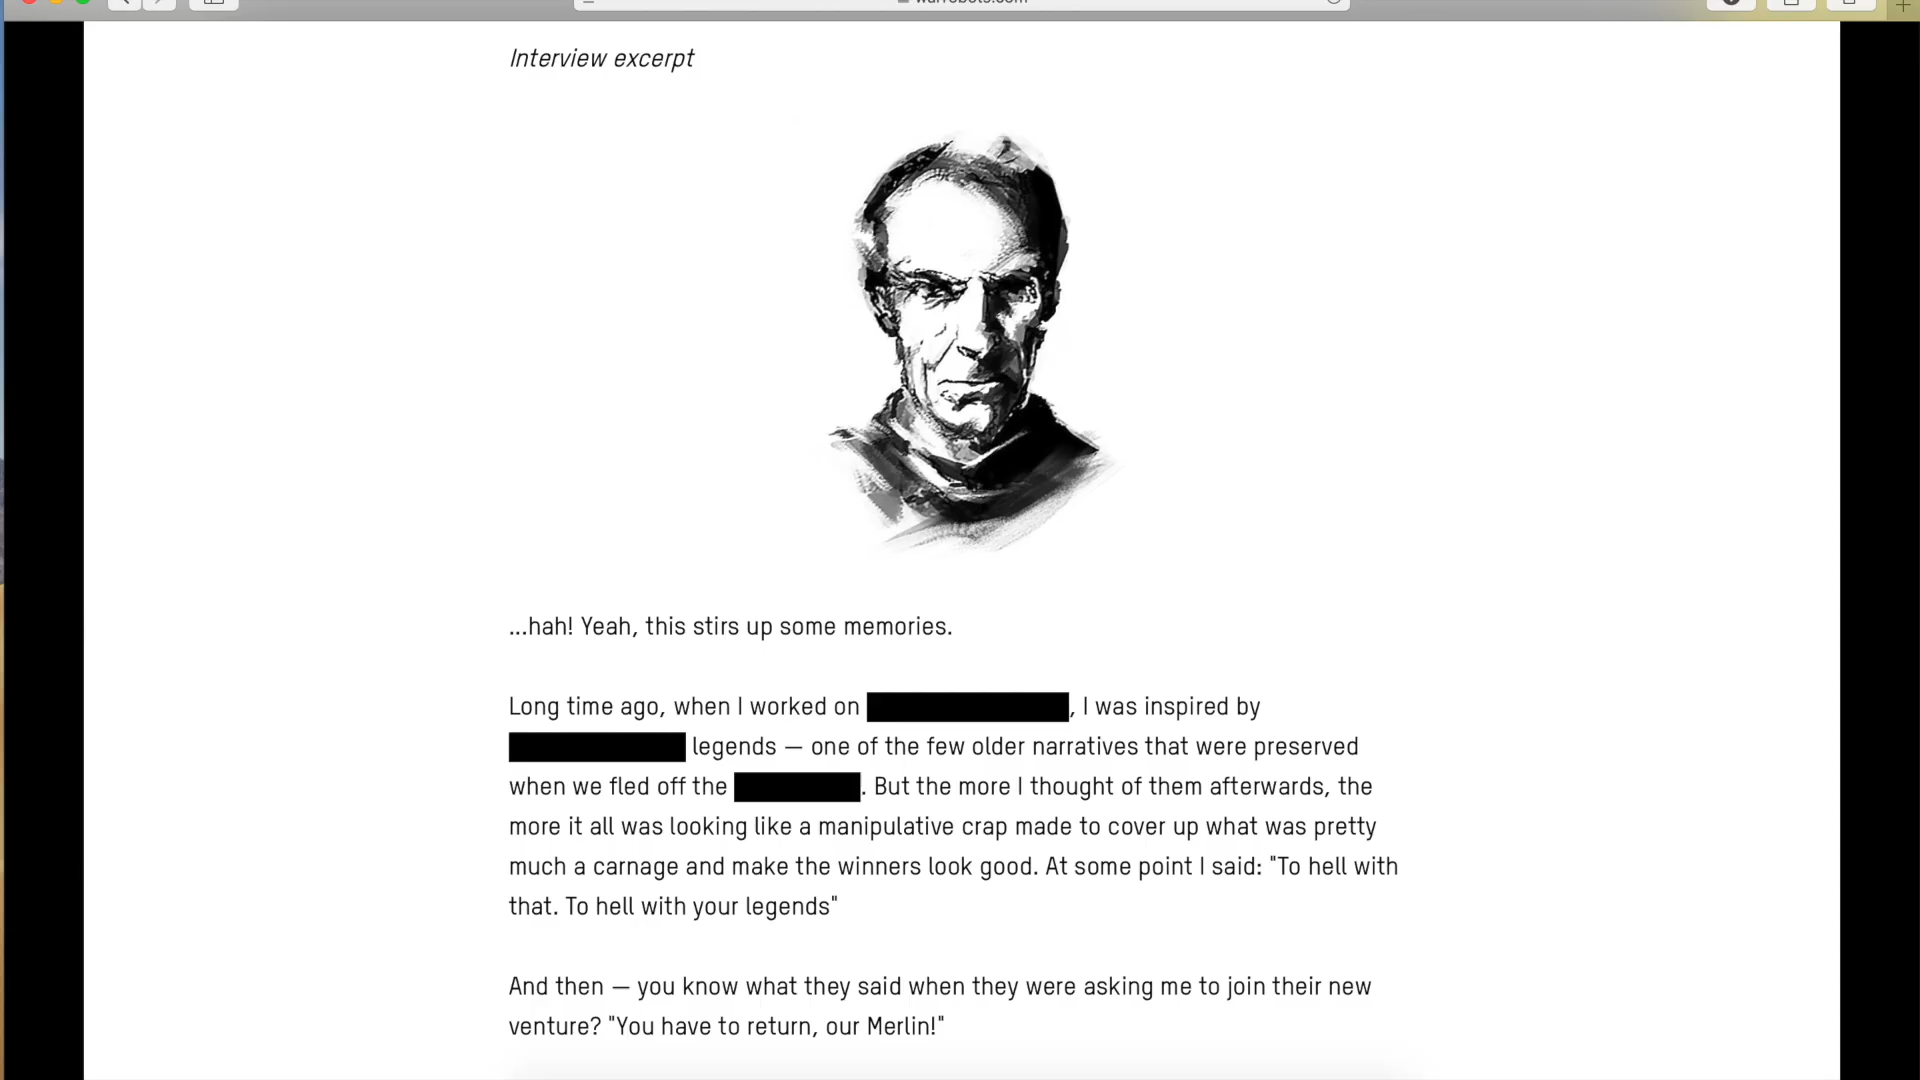 Interview excerpt
...hah! Yeah, this stirs up some memories.
Long time ago, when I worked on , I was inspired by
legends — one of the few older narratives that were preserved
when we fled off the . But the more I thought of them afterwards, the
more it all was looking like a manipulative crap made to cover up what was pretty
much a carnage and make the winners look good. At some point I said: "To hell with
that. To hell with your legends"
And then — you know what they said when they were asking me to join their new
venture? "You have to return, our Merlin!"